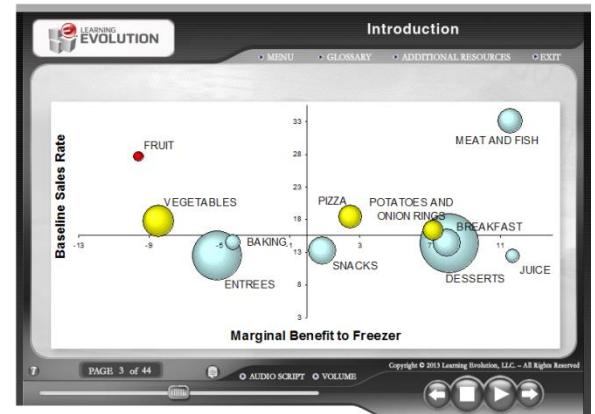 LEARNING
EVOLUTION
Introduction
MENU GLOSSARY ADDITIONAL RESOURCES EXIT
Baseline Sales Rate
33
28
23
18
13
8
3
-13 -9 -5 -1 3 7 11
FRUIT
MEAT AND FISH
VEGETABLES
PIZZA
POTATOES AND
ONION RINGS
BREAKFAST
BAKING
SNACKS
ENTREES
DESSERTS
JUICE
Marginal Benefit to Freezer
? PAGE 3 of 44
AUDIO SCRIPT VOLUME
Copyright © 2013 Learning Evolution, LLC. – All Rights Reserved